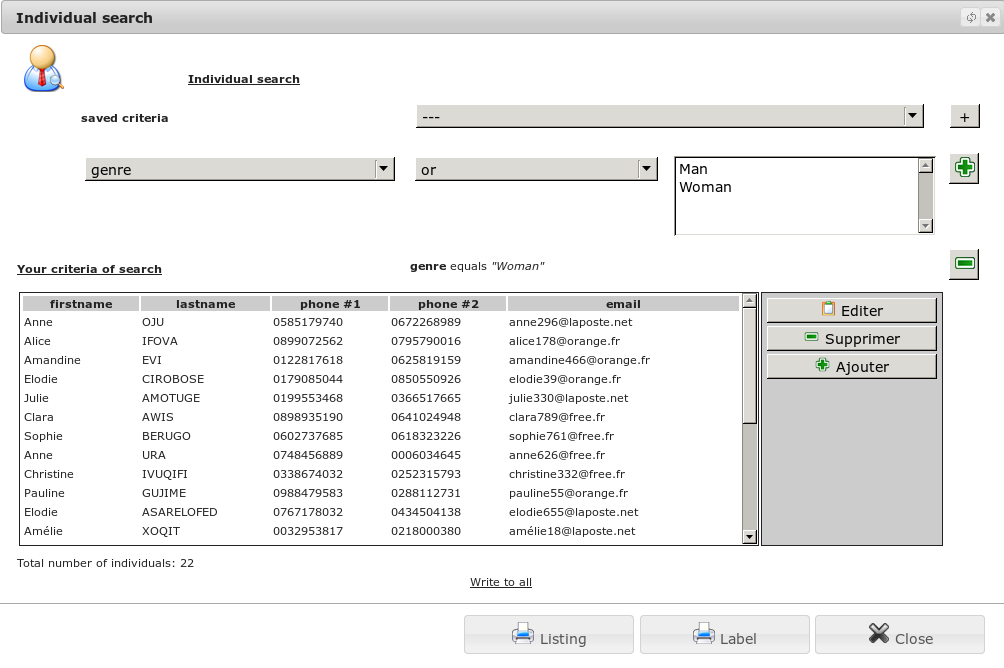 Individual search
Individual search
saved criteria --- +
genre or Man
Woman
Your criteria of search genre equals "Woman"
firstname lastname phone #1 phone #2 email
Anne OJU 0585179740 0672268989 anne296@laposte.net
Alice IFOVA 0899072562 0795790016 alice178@orange.fr
Amandine EVI 0122817618 0625819159 amandine466@orange.fr
Elodie CIROBOSE 0179085044 0850550926 elodie39@orange.fr
Julie AMOTUGE 0199553468 0366517665 julie330@laposte.net
Clara AWIS 0898935190 0641024948 clara789@free.fr
Sophie BERUGO 0602737685 0618323226 sophie761@free.fr
Anne URA 0748456889 0006034645 anne626@free.fr
Christine IVUQIFI 0338674032 0252315793 christine332@free.fr
Pauline GUJIME 0988479583 0288112731 pauline55@orange.fr
Elodie ASARELOFED 0767178032 0434504138 elodie655@laposte.net
Amélie XOQIT 0032953817 0218000380 amélie18@laposte.net
Editer
Supprimer
Ajouter
Total number of individuals: 22
Write to all
Listing Label Close